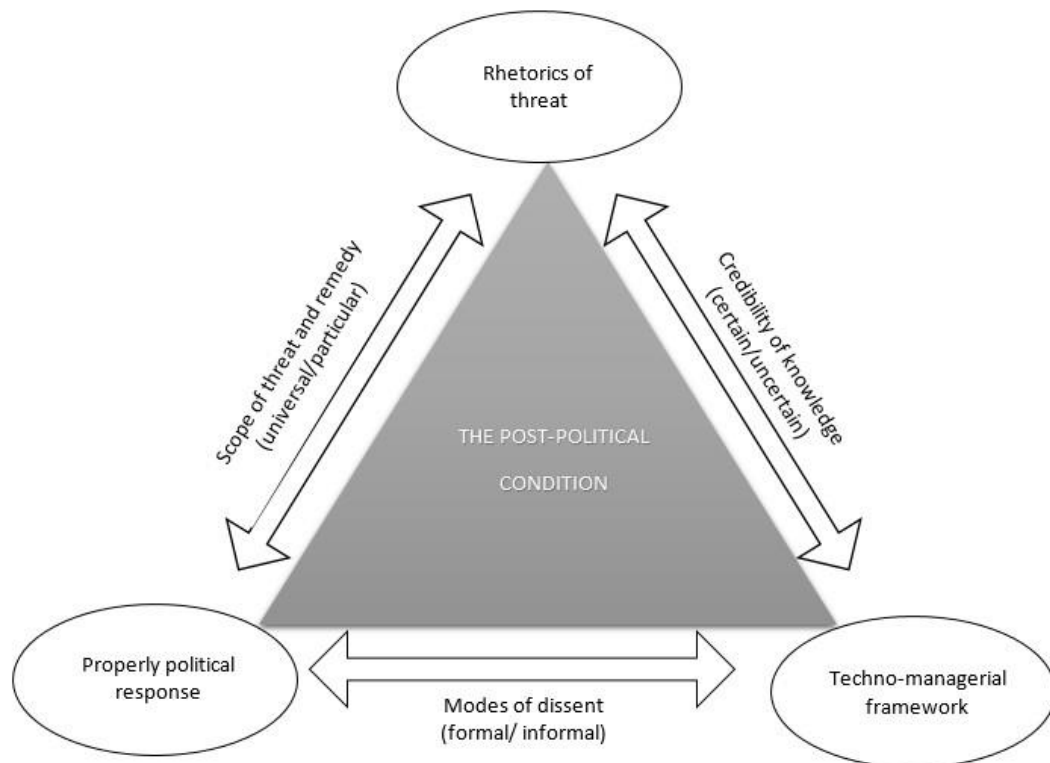 Rhetorics of
threat
Scope of threat and remedy
(universal/particular)
Credibility of knowledge
(certain/uncertain)
THE POST-POLITICAL
CONDITION
Properly political
response
Modes of dissent
(formal/ informal)
Techno-managerial
framework